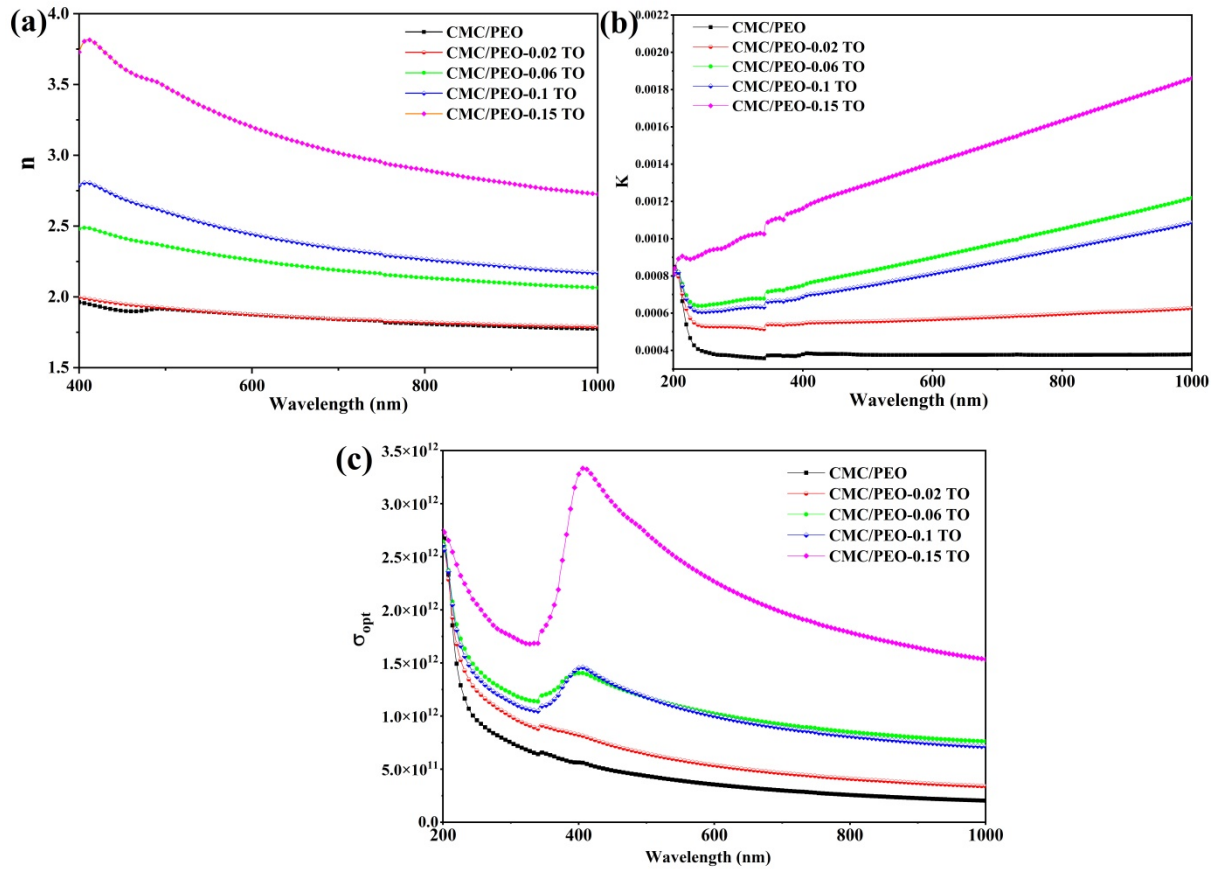 (a)
4.0
3.5
3.0
2.5
2.0
1.5
n
400
600
800
1000
Wavelength (nm)
CMC/PEO
CMC/PEO-0.02 TO
CMC/PEO-0.06 TO
CMC/PEO-0.1 TO
CMC/PEO-0.15 TO
(b)
0.0022
0.0020
0.0018
0.0016
0.0014
0.0012
0.0010
0.0008
0.0006
0.0004
K
200
400
600
800
1000
Wavelength (nm)
CMC/PEO
CMC/PEO-0.02 TO
CMC/PEO-0.06 TO
CMC/PEO-0.1 TO
CMC/PEO-0.15 TO
(c)
3.5×10¹²
3.0×10¹²
2.5×10¹²
2.0×10¹²
1.5×10¹²
1.0×10¹²
5.0×10¹¹
0.0
σopt
200
400
600
800
1000
Wavelength (nm)
CMC/PEO
CMC/PEO-0.02 TO
CMC/PEO-0.06 TO
CMC/PEO-0.1 TO
CMC/PEO-0.15 TO